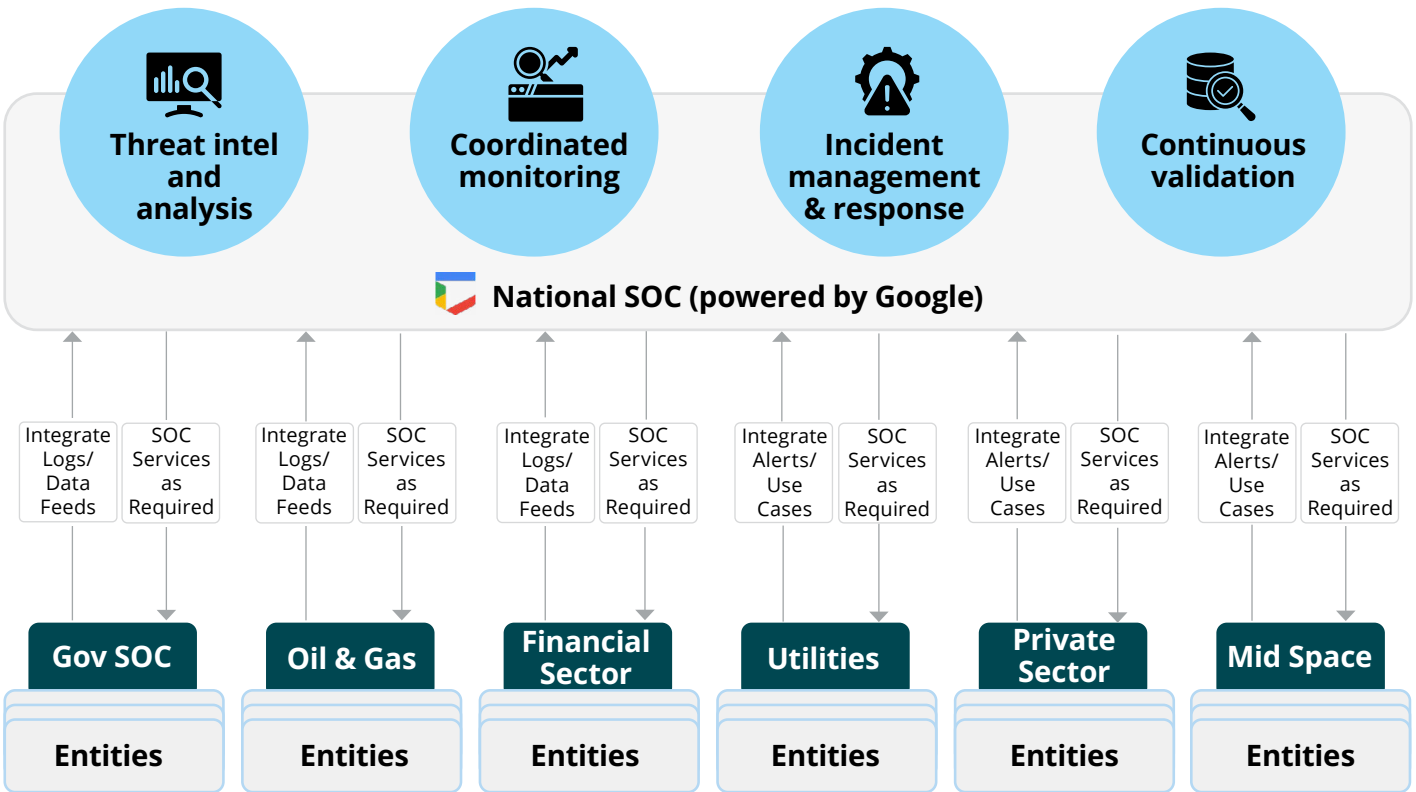 Threat intel
and
analysis
Coordinated
monitoring
Incident
management
& response
Continuous
validation
National SOC (powered by Google)
Integrate
Logs/
Data
Feeds
SOC
Services
as
Required
Integrate
Logs/
Data
Feeds
SOC
Services
as
Required
Integrate
Logs/
Data
Feeds
SOC
Services
as
Required
Integrate
Alerts/
Use
Cases
SOC
Services
as
Required
Integrate
Alerts/
Use
Cases
SOC
Services
as
Required
Integrate
Alerts/
Use
Cases
SOC
Services
as
Required
Gov SOC
Oil & Gas
Financial
Sector
Utilities
Private
Sector
Mid Space
Entities
Entities
Entities
Entities
Entities
Entities